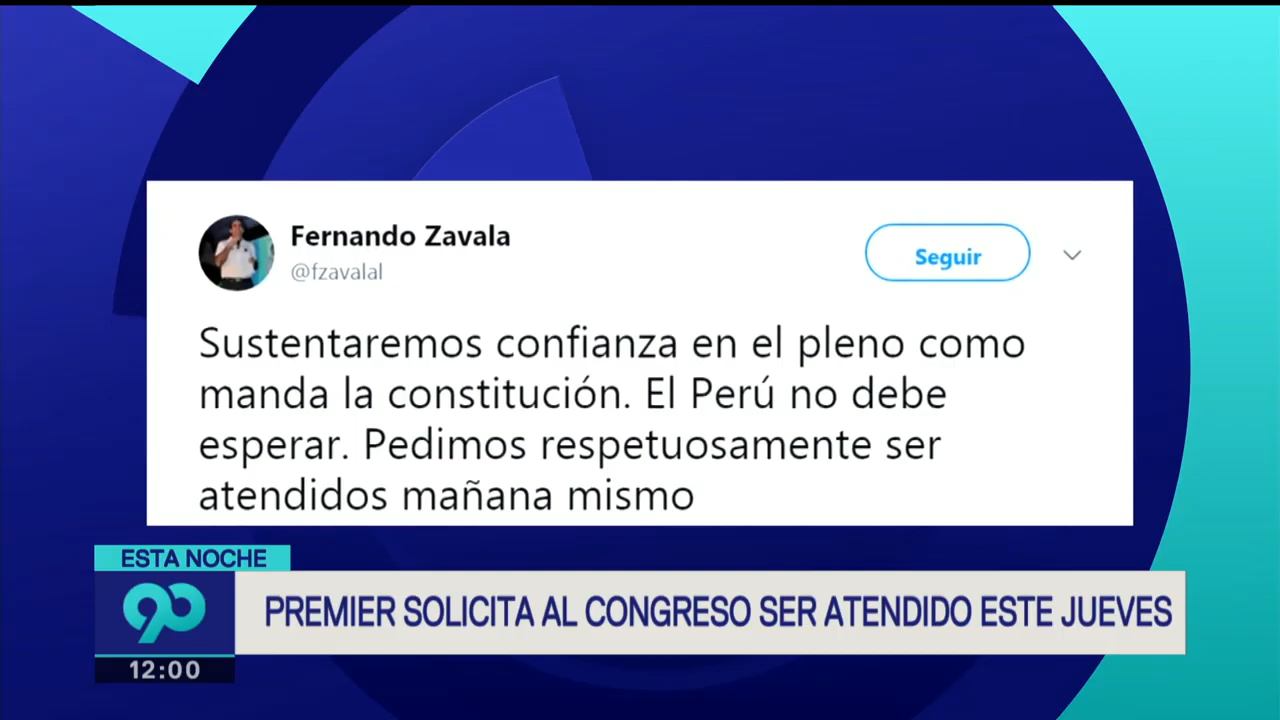 Fernando Zavala
@fzavalal
Seguir
Sustentaremos confianza en el pleno como
manda la constitución. El Perú no debe
esperar. Pedimos respetuosamente ser
atendidos mañana mismo
ESTA NOCHE
90
PREMIER SOLICITA AL CONGRESO SER ATENDIDO ESTE JUEVES
12:00